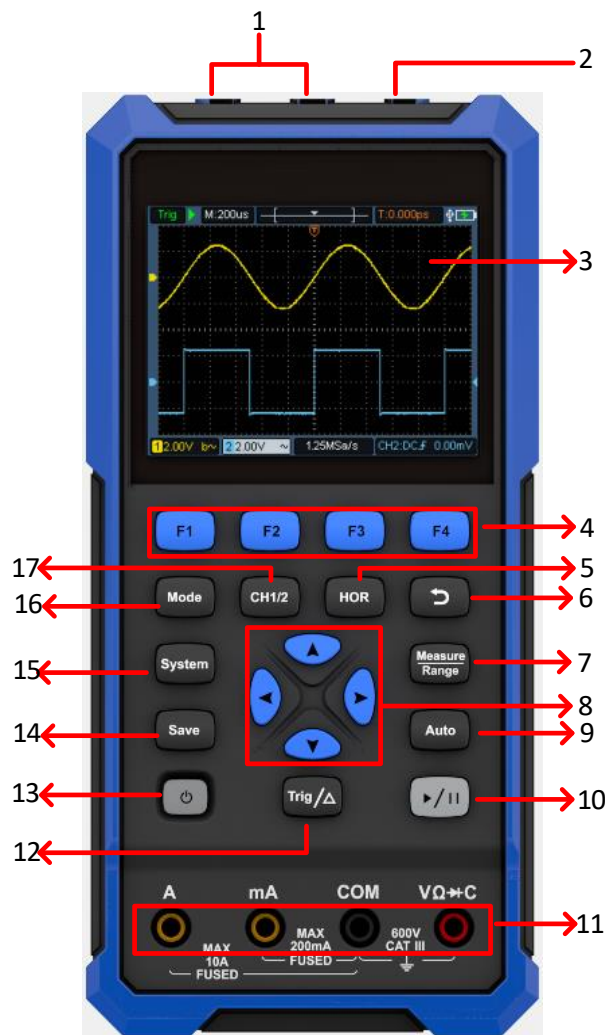 1
2
Trig M:200us T:0.000ps
T
3
1 2.00V b~ 2 2.00V ~ 1.25MSa/s CH2:DC 0.00mV
F1 F2 F3 F4
4
17
5
Mode CH1/2 HOR
16
6
System Measure
Range
15
7
8
Save Auto
14
9
13
Trig/△
10
12
A mA COM VΩC
11
MAX
10A
FUSED
MAX
200mA
FUSED
600V
CAT III